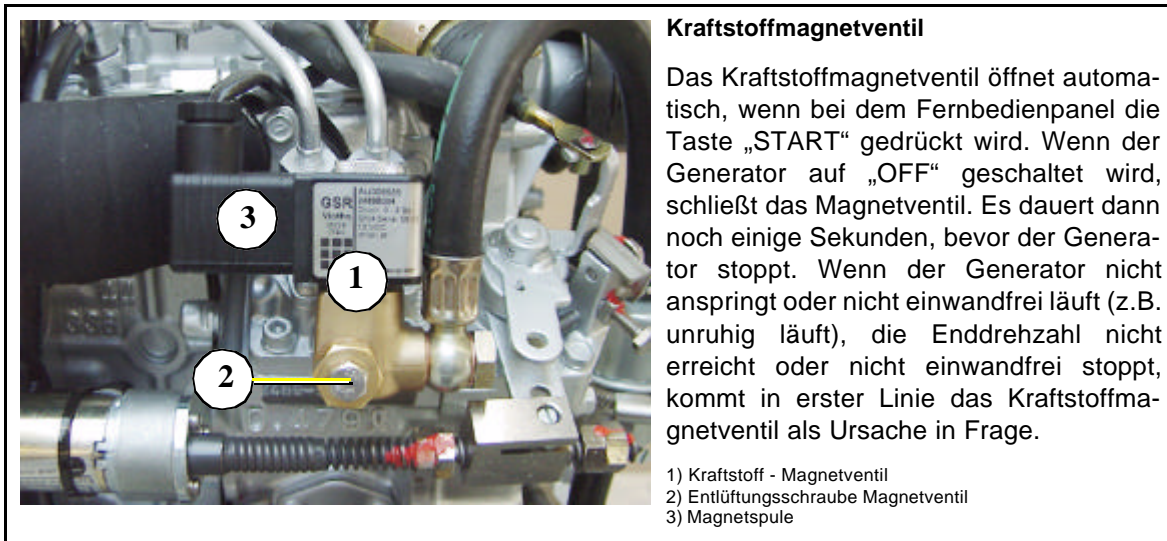 3
GSR
1
2
Kraftstoffmagnetventil
Das Kraftstoffmagnetventil öffnet automa-
tisch, wenn bei dem Fernbedienpanel die
Taste „START“ gedrückt wird. Wenn der
Generator auf „OFF“ geschaltet wird,
schließt das Magnetventil. Es dauert dann
noch einige Sekunden, bevor der Genera-
tor stoppt. Wenn der Generator nicht
anspringt oder nicht einwandfrei läuft (z.B.
unruhig läuft), die Enddrehzahl nicht
erreicht oder nicht einwandfrei stoppt,
kommt in erster Linie das Kraftstoffma-
gnetventil als Ursache in Frage.
1) Kraftstoff - Magnetventil
2) Entlüftungsschraube Magnetventil
3) Magnetspule